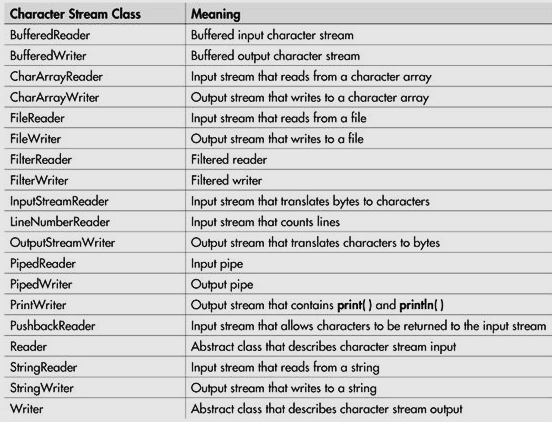 Character Stream Class Meaning
BufferedReader Buffered input character stream
BufferedWriter Buffered output character stream
CharArrayReader Input stream that reads from a character array
CharArrayWriter Output stream that writes to a character array
FileReader Input stream that reads from a file
FileWriter Output stream that writes to a file
FilterReader Filtered reader
FilterWriter Filtered writer
InputStreamReader Input stream that translates bytes to characters
LineNumberReader Input stream that counts lines
OutputStreamWriter Output stream that translates characters to bytes
PipedReader Input pipe
PipedWriter Output pipe
PrintWriter Output stream that contains print( ) and println( )
PushbackReader Input stream that allows characters to be returned to the input stream
Reader Abstract class that describes character stream input
StringReader Input stream that reads from a string
StringWriter Output stream that writes to a string
Writer Abstract class that describes character stream output